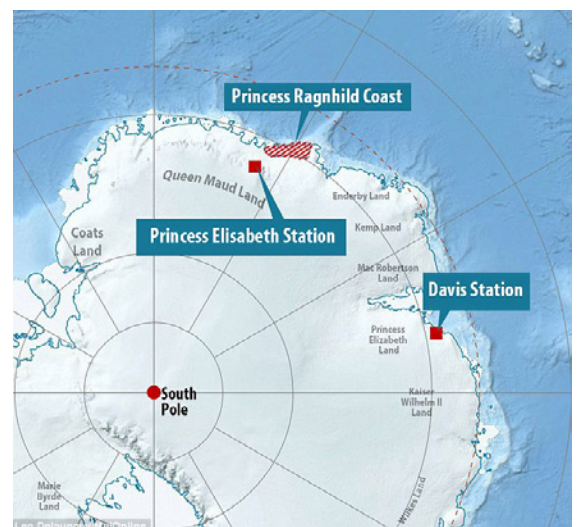 Princess Ragnhild Coast
Queen Maud Land
Enderby Land
Princess Elisabeth Station
Kemp Land
Coats
Land
Mac Robertson
Land
Davis Station
Princess
Elizabeth
Land
South
Pole
Kaiser
Wilhelm II
Land
Marie
Byrde
Land
Wilkes Land